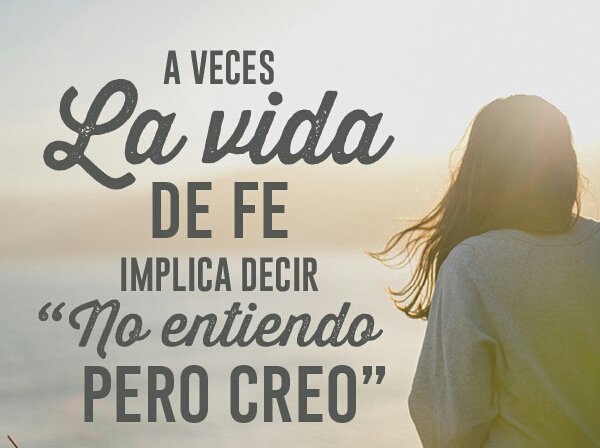 A VECES
La vida
DE FE
IMPLICA DECIR
“No entiendo
PERO CREO”